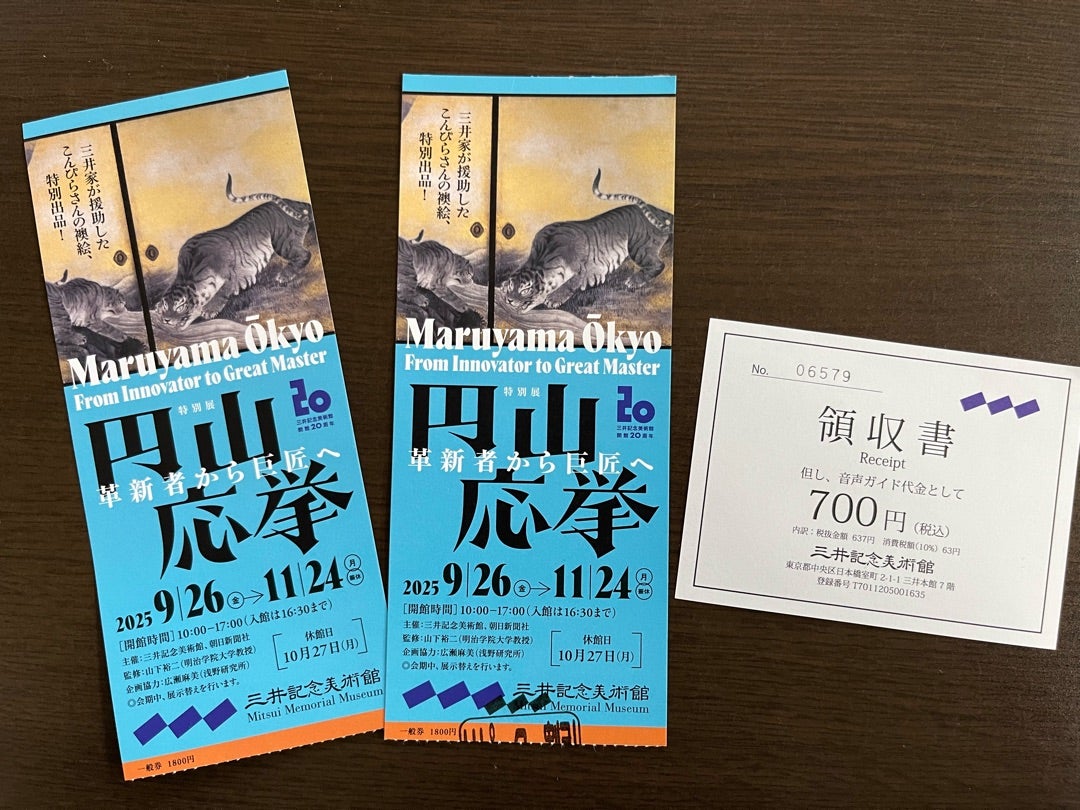 三井家が援助した
こんぴらさんの襖絵、
特別出品！
Maruyama Ōkyo
From Innovator to Great Master
特別展
円山
応挙
革新者から巨匠へ
20
三井記念美術館
開館20周年
2025 9|26(金)→11|24(月)振休
[開館時間] 10:00–17:00(入館は16:30まで)
主催：三井記念美術館、朝日新聞社
監修：山下裕二(明治学院大学教授)
企画協力：広瀬麻美(浅野研究所)
◎会期中、展示替えを行います。
休館日
10月27日(月)
三井記念美術館
Mitsui Memorial Museum
一般券 1800円
三井家が援助した
こんぴらさんの襖絵、
特別出品！
Maruyama Ōkyo
From Innovator to Great Master
特別展
円山
応挙
革新者から巨匠へ
20
三井記念美術館
開館20周年
2025 9|26(金)→11|24(月)振休
[開館時間] 10:00–17:00(入館は16:30まで)
主催：三井記念美術館、朝日新聞社
監修：山下裕二(明治学院大学教授)
企画協力：広瀬麻美(浅野研究所)
◎会期中、展示替えを行います。
休館日
10月27日(月)
三井記念美術館
Mitsui Memorial Museum
一般券 1800円
No. 06579
領収書
Receipt
但し、音声ガイド代金として
700円(税込)
内訳：税抜金額 637円 消費税額(10%) 63円
三井記念美術館
東京都中央区日本橋室町 2-1-1 三井本館 7 階
登録番号 T7011205001635